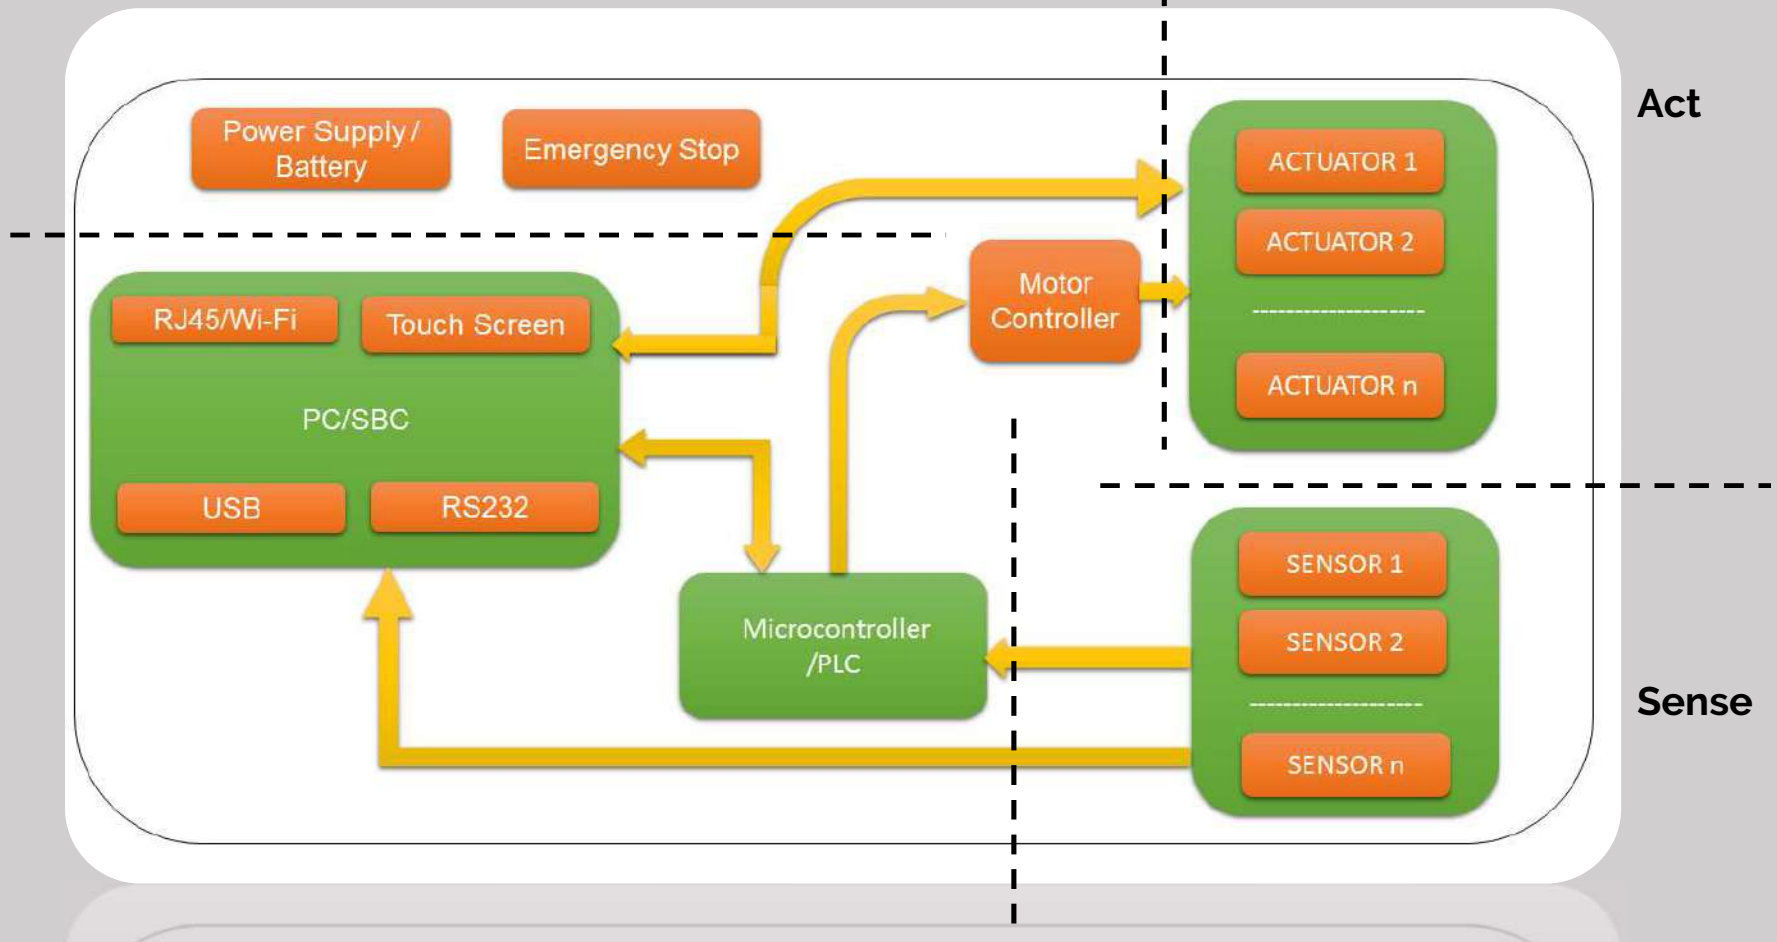 Act
Power Supply /
Battery
Emergency Stop
ACTUATOR 1
ACTUATOR 2
--------------------
ACTUATOR n
Motor
Controller
RJ45/Wi-Fi
Touch Screen
PC/SBC
USB
RS232
Microcontroller
/PLC
SENSOR 1
SENSOR 2
--------------------
SENSOR n
Sense